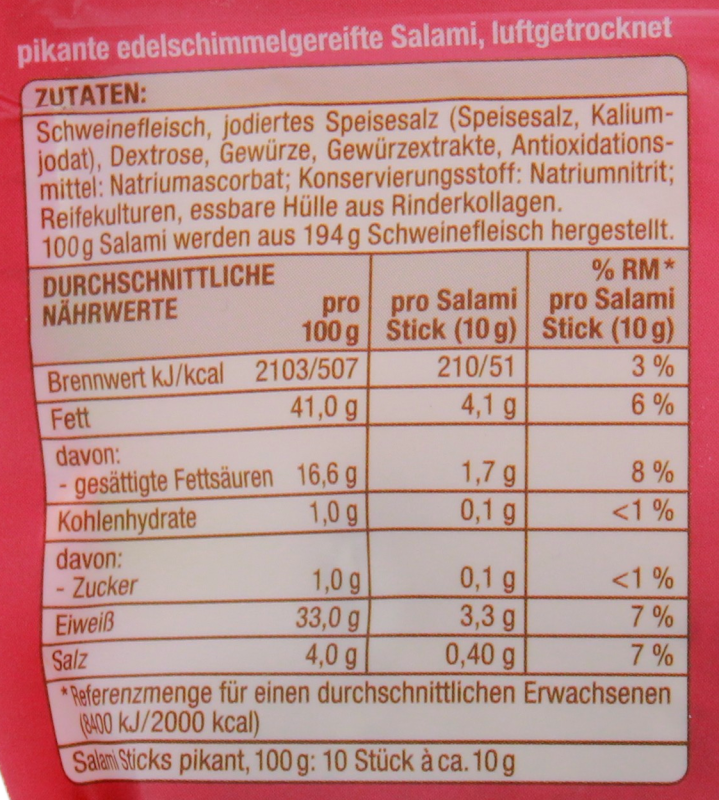 pikante edelschimmelgereifte Salami, luftgetrocknet
ZUTATEN:
Schweinefleisch, jodiertes Speisesalz (Speisesalz, Kalium-
jodat), Dextrose, Gewürze, Gewürzextrakte, Antioxidations-
mittel: Natriumascorbat; Konservierungsstoff: Natriumnitrit;
Reifekulturen, essbare Hülle aus Rinderkollagen.
100 g Salami werden aus 194 g Schweinefleisch hergestellt.
DURCHSCHNITTLICHE % RM*
NÄHRWERTE pro pro Salami pro Salami
100 g Stick (10 g) Stick (10 g)
Brennwert kJ/kcal 2103/507 210/51 3 %
Fett 41,0 g 4,1 g 6 %
davon:
- gesättigte Fettsäuren 16,6 g 1,7 g 8 %
Kohlenhydrate 1,0 g 0,1 g <1 %
davon:
- Zucker 1,0 g 0,1 g <1 %
Eiweiß 33,0 g 3,3 g 7 %
Salz 4,0 g 0,40 g 7 %
*Referenzmenge für einen durchschnittlichen Erwachsenen
(8400 kJ/2000 kcal)
Salami Sticks pikant, 100 g: 10 Stück à ca. 10 g